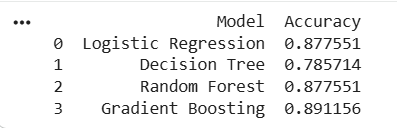 Model Accuracy
0 Logistic Regression 0.877551
1 Decision Tree 0.785714
2 Random Forest 0.877551
3 Gradient Boosting 0.891156